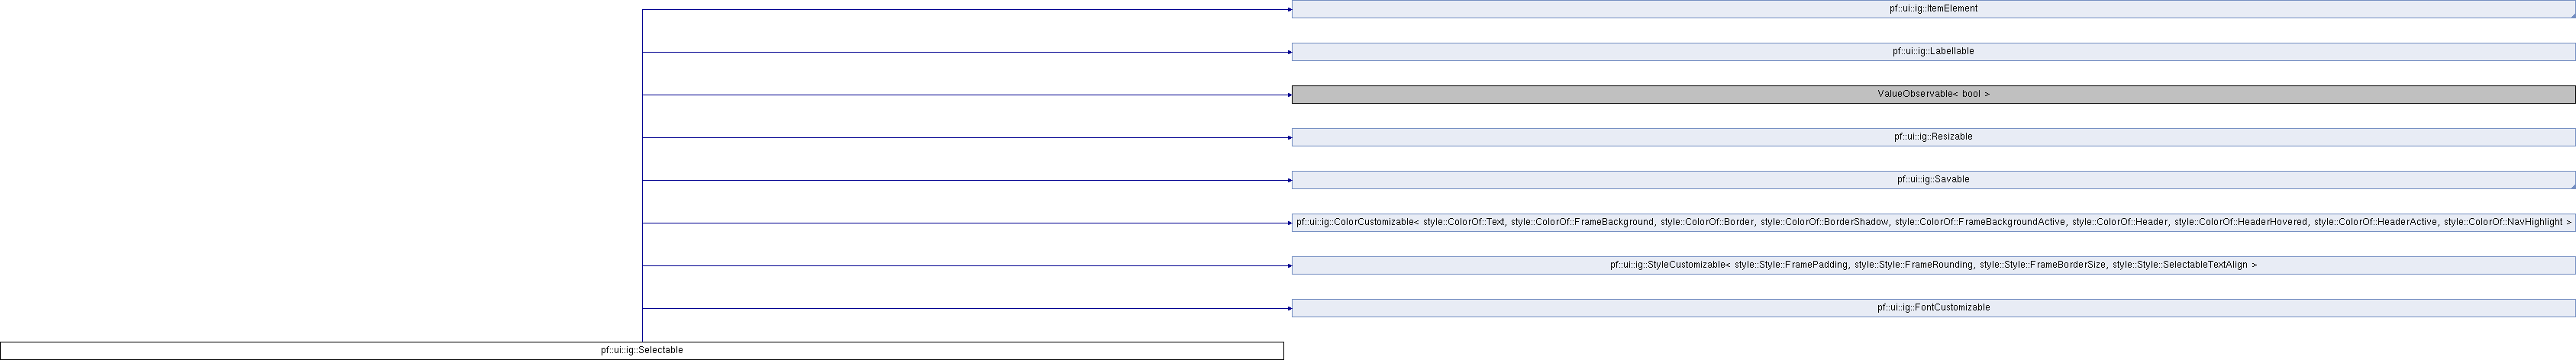 pf::ui::ig::ItemElement
pf::ui::ig::Labellable
ValueObservable< bool >
pf::ui::ig::Resizable
pf::ui::ig::Savable
pf::ui::ig::ColorCustomizable< style::ColorOf::Text, style::ColorOf::FrameBackground, style::ColorOf::Border, style::ColorOf::BorderShadow, style::ColorOf::FrameBackgroundActive, style::ColorOf::Header, style::ColorOf::HeaderHovered, style::ColorOf::HeaderActive, style::ColorOf::NavHighlight >
pf::ui::ig::StyleCustomizable< style::Style::FramePadding, style::Style::FrameRounding, style::Style::FrameBorderSize, style::Style::SelectableTextAlign >
pf::ui::ig::FontCustomizable
pf::ui::ig::Selectable